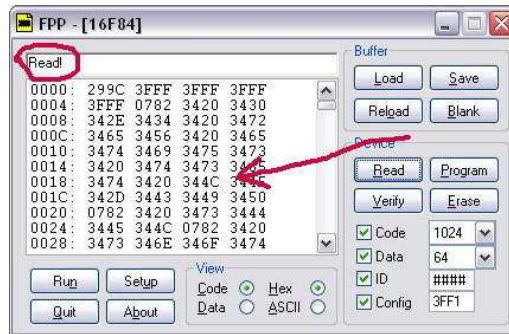 FPP - [16F84]
Read!
0000: 299C 3FFF 3FFF 3FFF
0004: 3FFF 0782 3420 3430
0008: 342E 3434 3420 3472
000C: 3465 3456 3420 3465
0010: 3474 3469 3475 3473
0014: 3420 3474 3473
0018: 3474 3420 344C
001C: 342D 3443 3449 3450
0020: 0782 3420 3473 3444
0024: 3445 344C 0782 3420
0028: 3473 346E 346F 3474
Buffer
Load Save
Reload Blank
Device
Read Program
Verify Erase
Code 1024
Data 64
ID ####
Config 3FF1
Run Setup
Quit About
View
Code Hex
Data ASCII